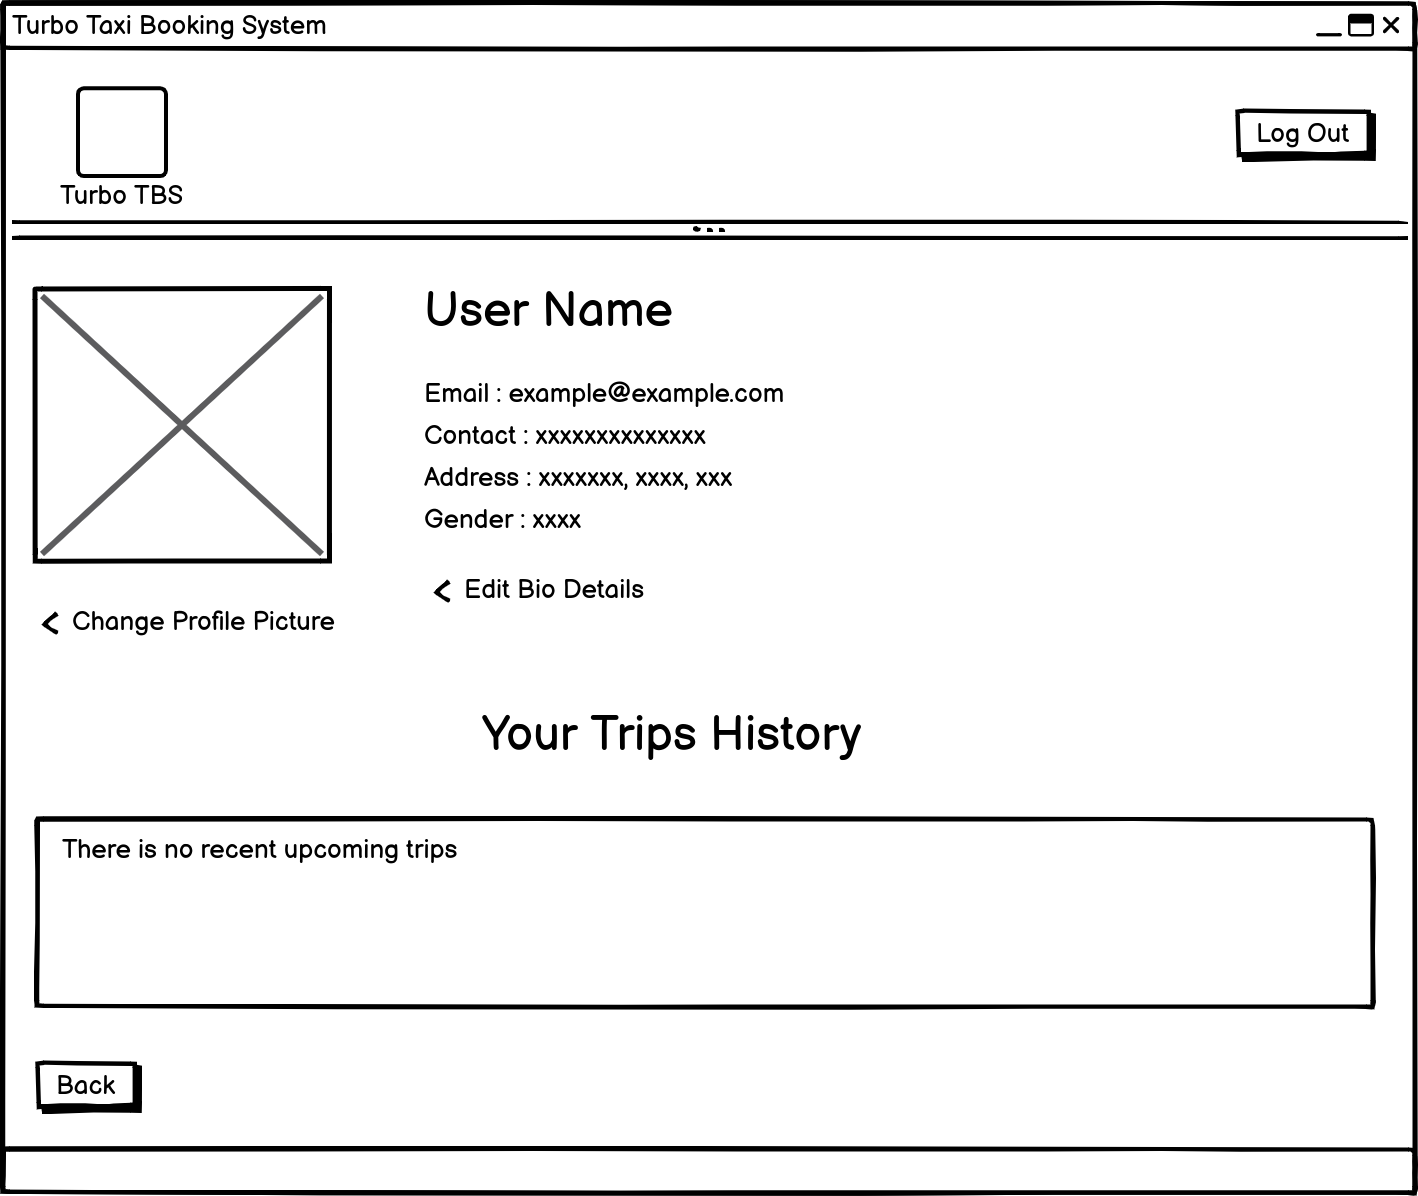 Turbo Taxi Booking System
Log Out
Turbo TBS
User Name
Email : example@example.com
Contact : xxxxxxxxxxxxxx
Address : xxxxxxx, xxxx, xxx
Gender : xxxx
Edit Bio Details
Change Profile Picture
Your Trips History
There is no recent upcoming trips
Back